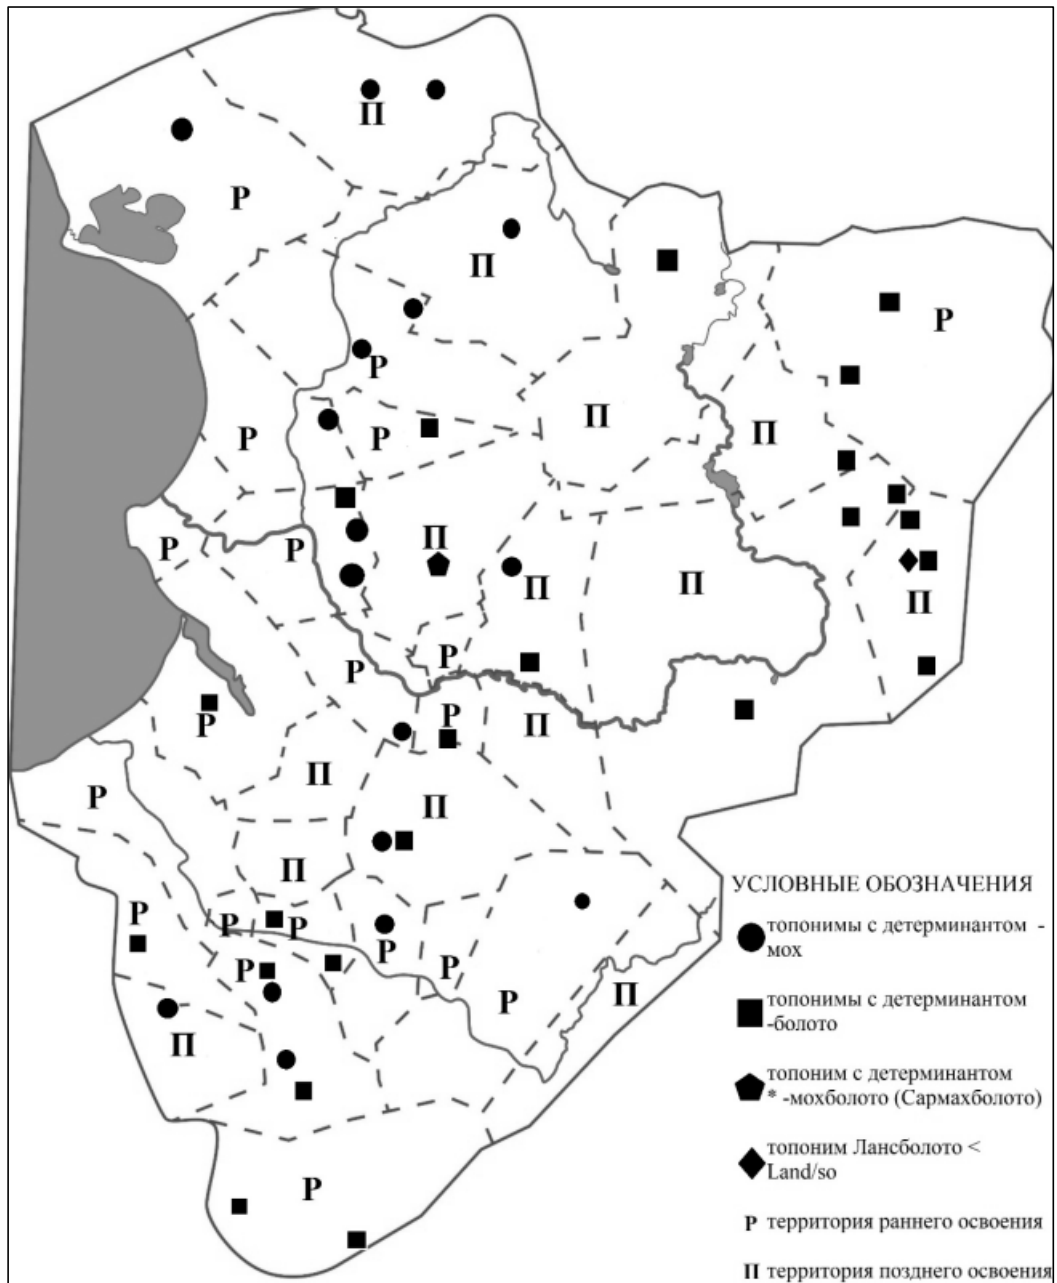 П
Р
П
Р
Р
П
П
Р
Р
П
Р
Р
П
П
П
Р
Р
Р
Р
П
П
Р
П
П
Р
Р
Р
Р
Р
Р
П
Р
П
Р
УСЛОВНЫЕ ОБОЗНАЧЕНИЯ
топонимы с детерминантом -
мох
топонимы с детерминантом
-болото
топоним с детерминантом
* -мохболото (Сармахболото)
топоним Лансболото <
Land/so
Р территория раннего освоения
П территория позднего освоения